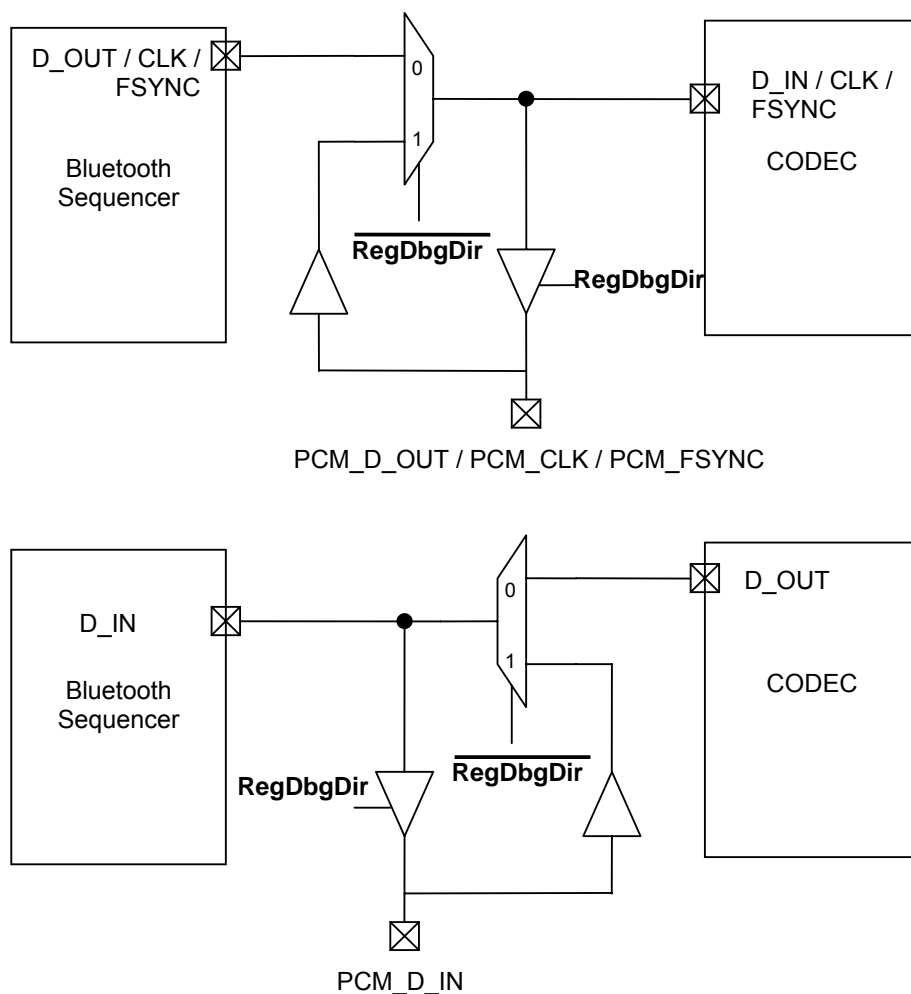 D_OUT / CLK /
FSYNC
Bluetooth
Sequencer
0
1
RegDbgDir
RegDbgDir
D_IN / CLK /
FSYNC
CODEC
PCM_D_OUT / PCM_CLK / PCM_FSYNC
D_IN
Bluetooth
Sequencer
0
1
RegDbgDir
RegDbgDir
D_OUT
CODEC
PCM_D_IN